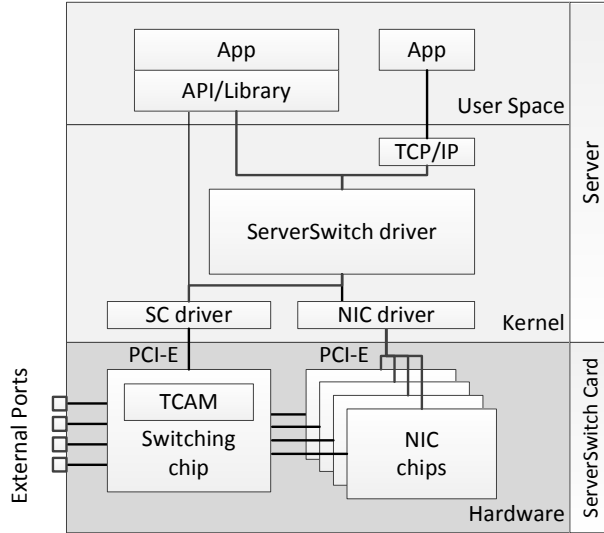 App
App
API/Library
User Space
TCP/IP
Server
ServerSwitch driver
SC driver
NIC driver
Kernel
PCI-E
PCI-E
TCAM
Switching
chip
NIC
chips
External Ports
ServerSwitch Card
Hardware